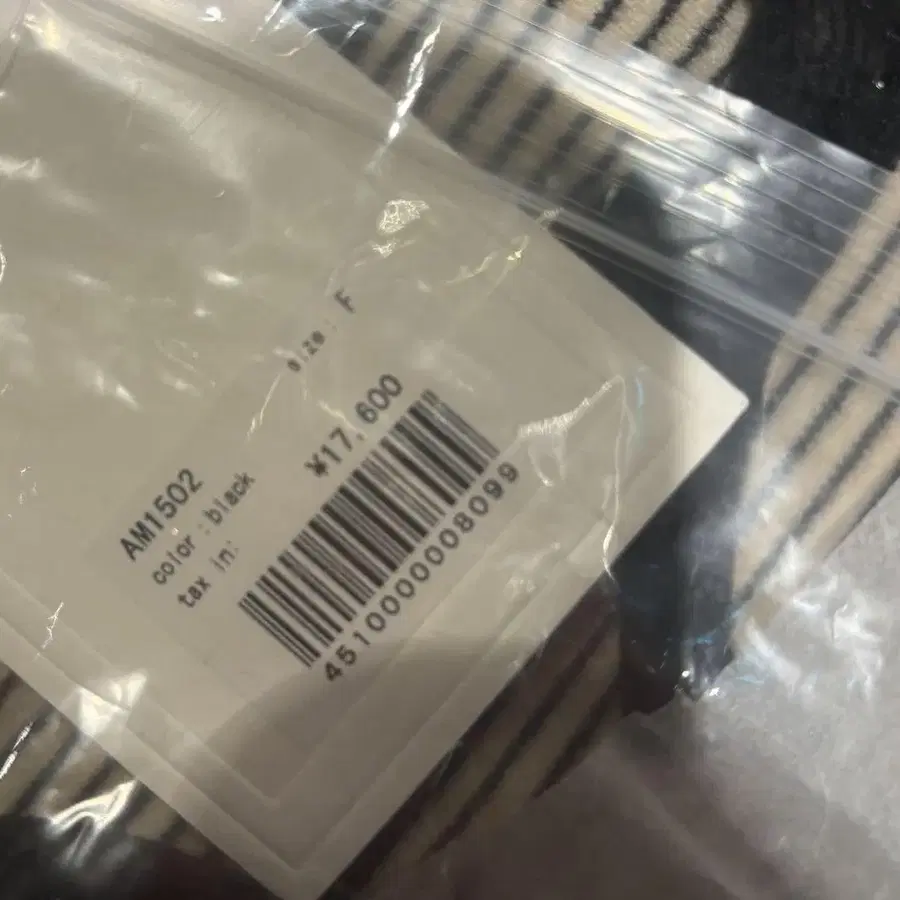 AM1502
color : black size : F
tax in: ¥17,600
4510000008099